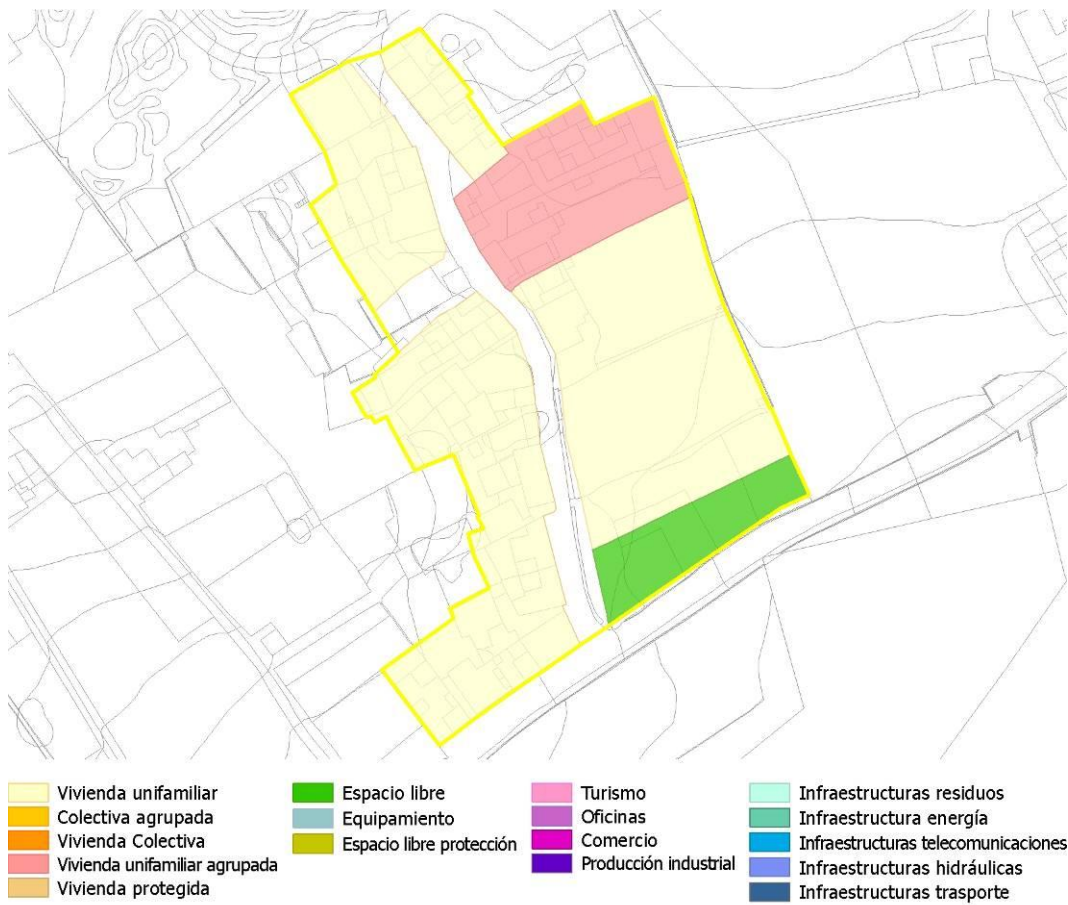 Vivienda unifamiliar
Colectiva agrupada
Vivienda Colectiva
Vivienda unifamiliar agrupada
Vivienda protegida
Espacio libre
Equipamiento
Espacio libre protección
Turismo
Oficinas
Comercio
Producción industrial
Infraestructuras residuos
Infraestructura energía
Infraestructuras telecomunicaciones
Infraestructuras hidráulicas
Infraestructuras trasporte